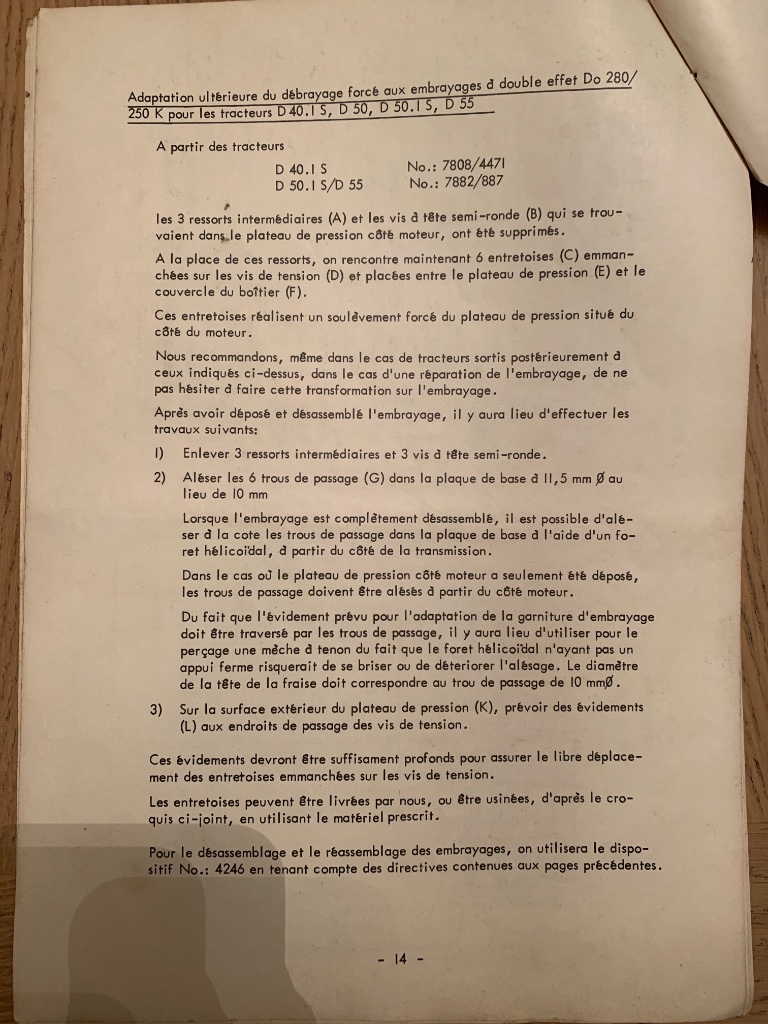 Adaptation ultérieure du débrayage forcé aux embrayages à double effet Do 280/
250 K pour les tracteurs D 40.1 S, D 50, D 50.1 S, D 55
A partir des tracteurs
D 40.1 S No.: 7808/4471
D 50.1 S/D 55 No.: 7882/887
les 3 ressorts intermédiaires (A) et les vis à tête semi-ronde (B) qui se trou-
vaient dans le plateau de pression côté moteur, ont été supprimés.
A la place de ces ressorts, on rencontre maintenant 6 entretoises (C) emman-
chées sur les vis de tension (D) et placées entre le plateau de pression (E) et le
couvercle du boîtier (F).
Ces entretoises réalisent un soulèvement forcé du plateau de pression situé du
côté du moteur.
Nous recommandons, même dans le cas de tracteurs sortis postérieurement à
ceux indiqués ci-dessus, dans le cas d'une réparation de l'embrayage, de ne
pas hésiter à faire cette transformation sur l'embrayage.
Après avoir déposé et désassemblé l'embrayage, il y aura lieu d'effectuer les
travaux suivants:
1) Enlever 3 ressorts intermédiaires et 3 vis à tête semi-ronde.
2) Aléser les 6 trous de passage (G) dans la plaque de base à 11,5 mm Ø au
lieu de 10 mm
Lorsque l'embrayage est complètement désassemblé, il est possible d'alé-
ser à la cote les trous de passage dans la plaque de base à l'aide d'un fo-
ret hélicoïdal, à partir du côté de la transmission.
Dans le cas où le plateau de pression côté moteur a seulement été déposé,
les trous de passage doivent être alésés à partir du côté moteur.
Du fait que l'évidement prévu pour l'adaptation de la garniture d'embrayage
doit être traversé par les trous de passage, il y aura lieu d'utiliser pour le
perçage une mèche à tenon du fait que le foret hélicoïdal n'ayant pas un
appui ferme risquerait de se briser ou de déteriorer l'alésage. Le diamètre
de la tête de la fraise doit correspondre au trou de passage de 10 mmØ.
3) Sur la surface extérieur du plateau de pression (K), prévoir des évidements
(L) aux endroits de passage des vis de tension.
Ces évidements devront être suffisament profonds pour assurer le libre déplace-
ment des entretoises emmanchées sur les vis de tension.
Les entretoises peuvent être livrées par nous, ou être usinées, d'après le cro-
quis ci-joint, en utilisant le matériel prescrit.
Pour le désassemblage et le réassemblage des embrayages, on utilisera le dispo-
sitif No.: 4246 en tenant compte des directives contenues aux pages précédentes.
- 14 -